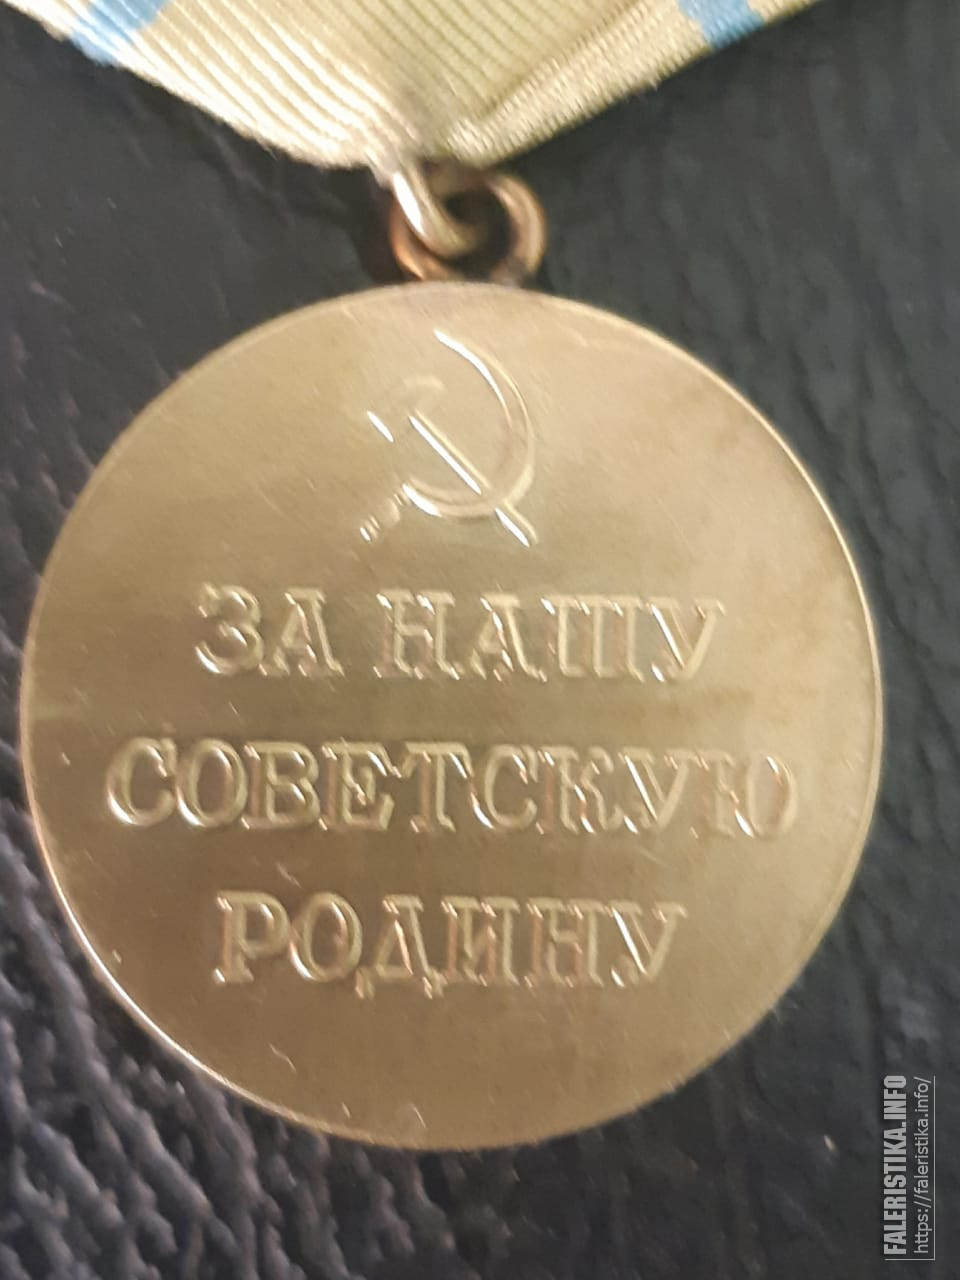 ЗА НАШУ
СОВЕТСКУЮ
РОДИНУ
FALERISTIKA.INFO
https://faleristika.info/